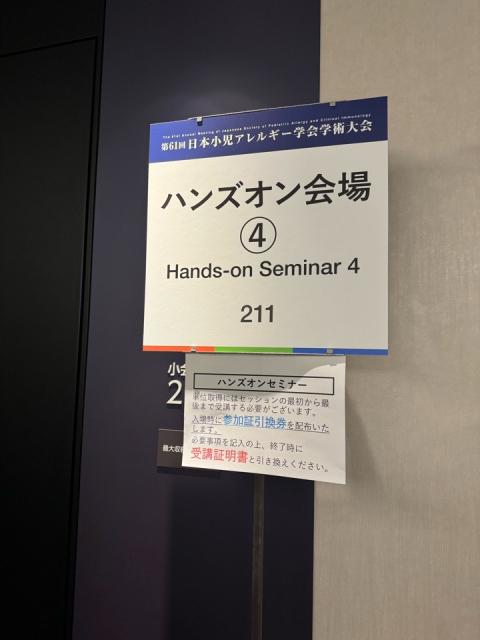 The 61st Annual Meeting of Japanese Society of Pediatric Allergy and Clinical Immunology
第61回 日本小児アレルギー学会学術大会
ハンズオン会場
④
Hands-on Seminar 4
211
小会
2
最大収
ハンズオンセミナー
単位取得にはセッションの最初から最
後まで受講する必要がございます。
入場時に参加証引換券を配布いた
します。
必要事項を記入の上、終了時に
受講証明書と引き換えください。